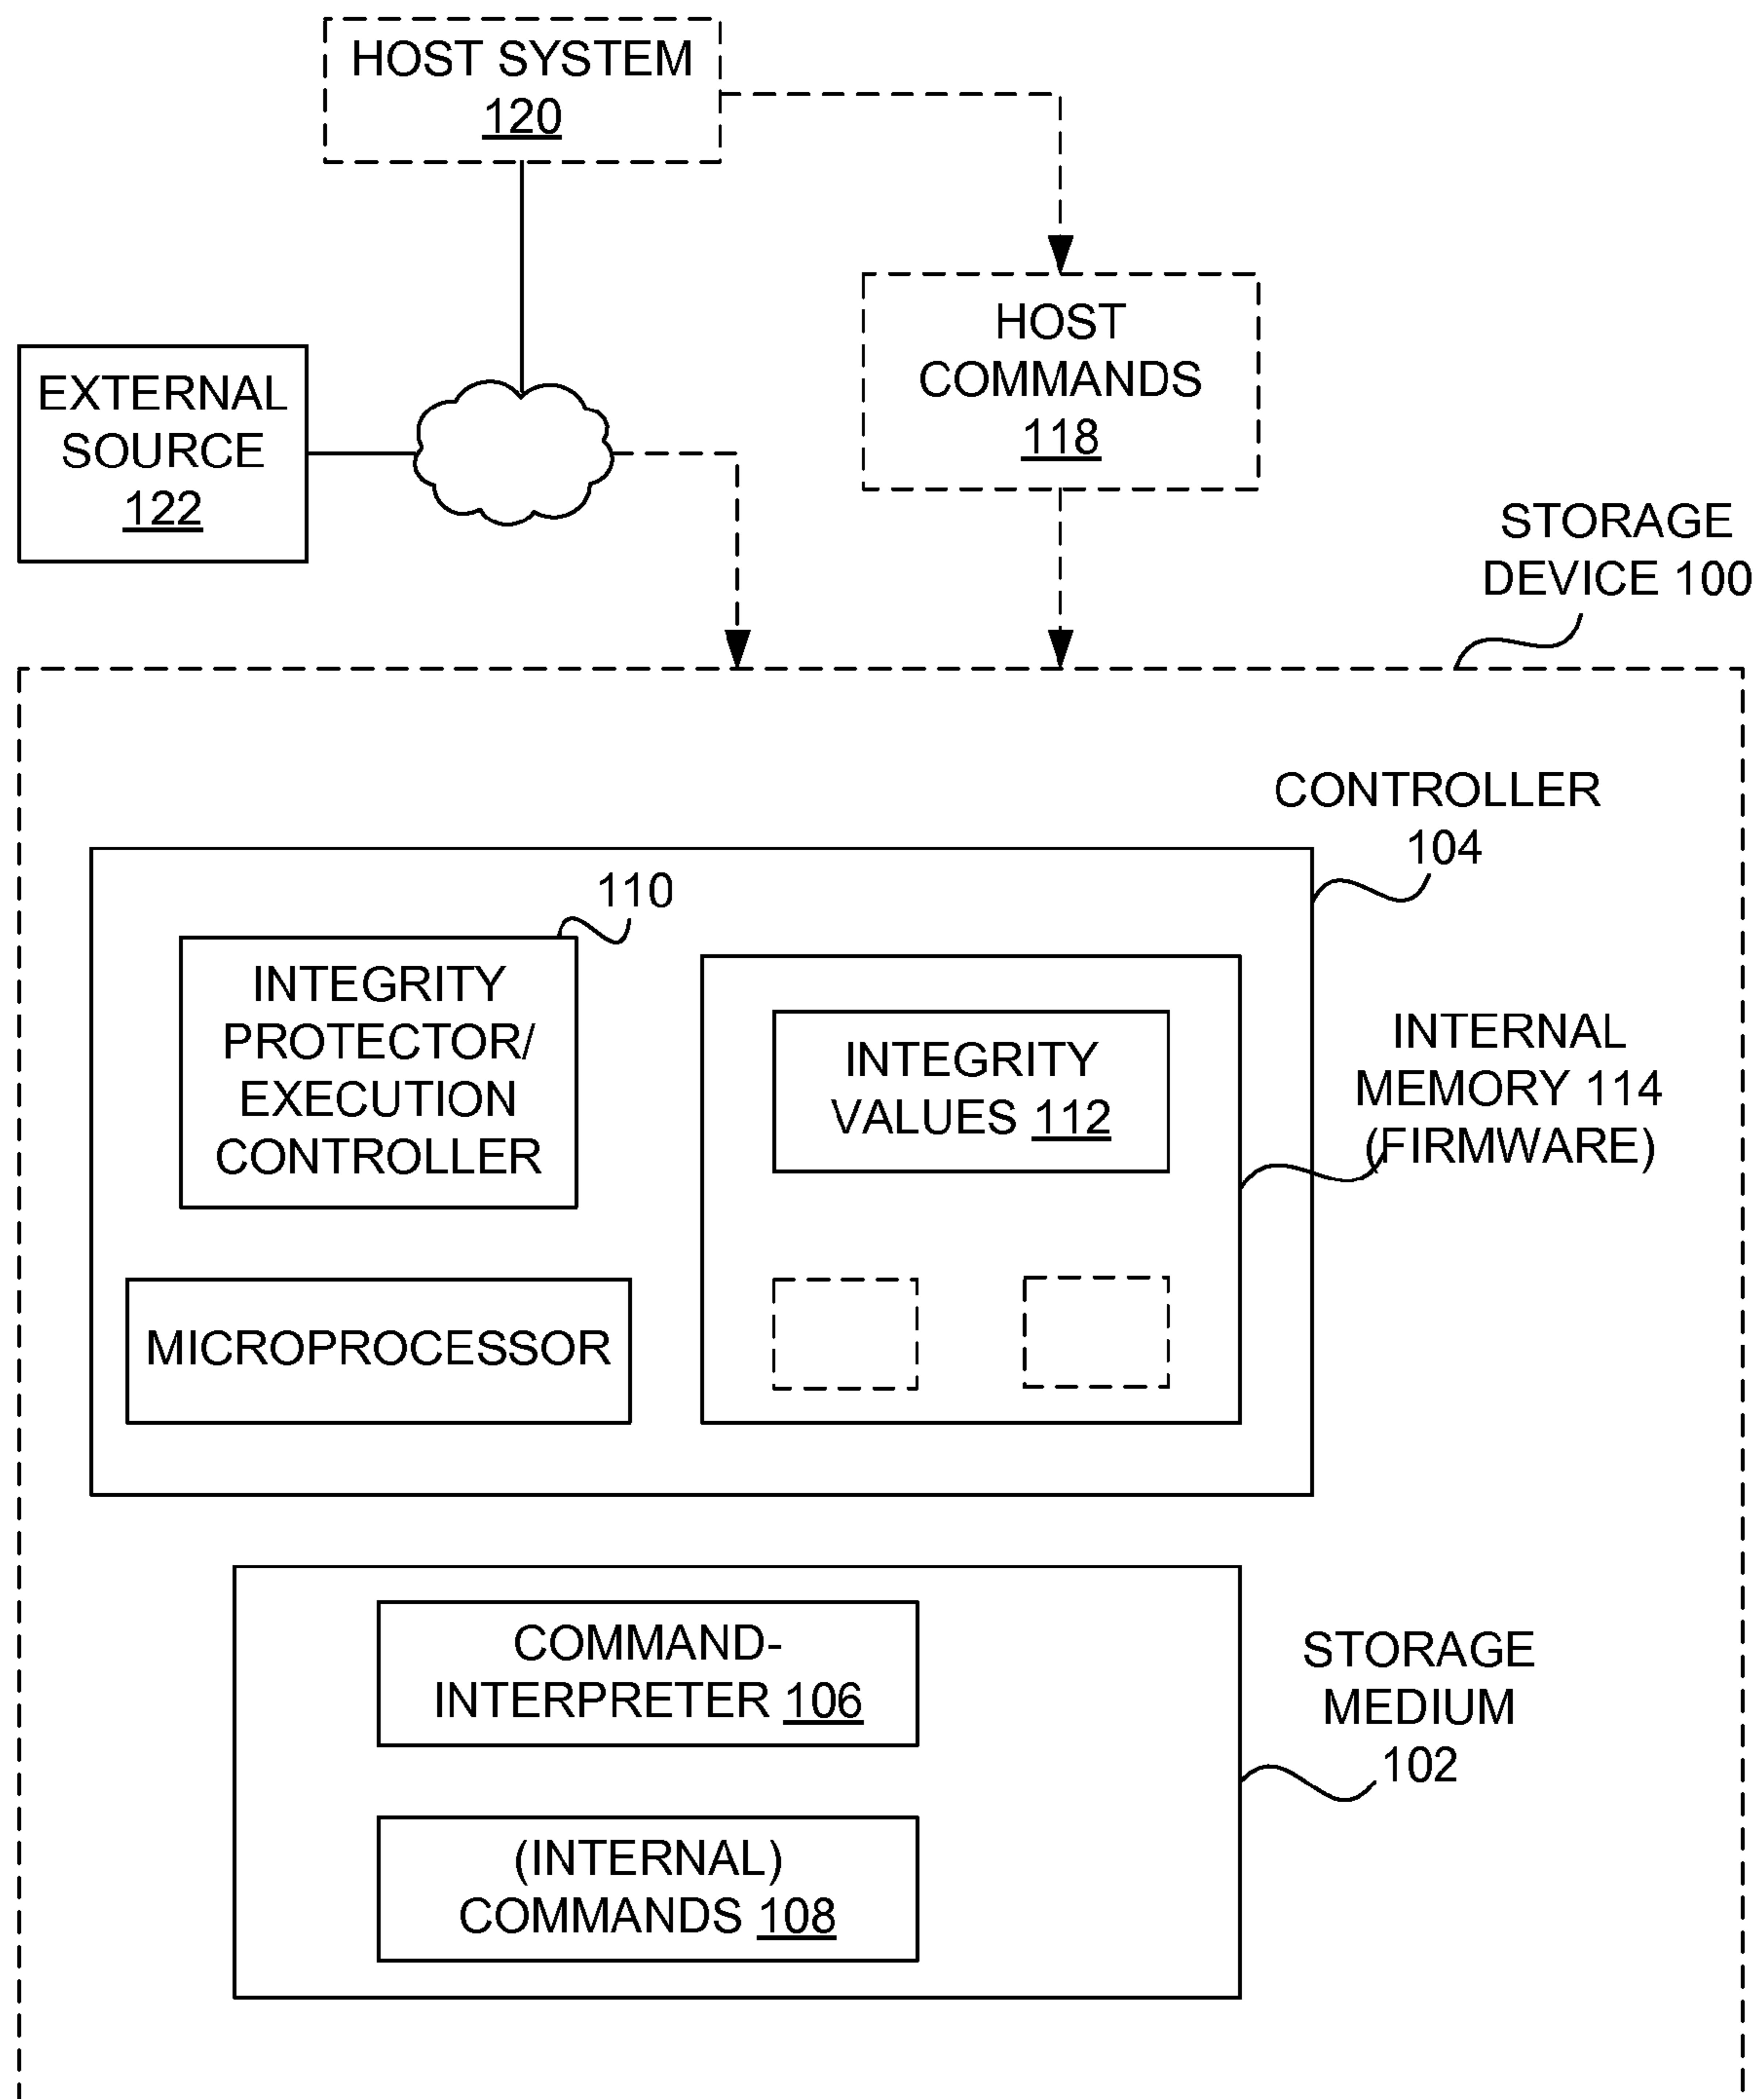 HOST SYSTEM
120
HOST
COMMANDS
118
EXTERNAL
SOURCE
122
STORAGE
DEVICE 100
CONTROLLER
104
110
INTEGRITY
PROTECTOR/
EXECUTION
CONTROLLER
INTEGRITY
VALUES 112
INTERNAL
MEMORY 114
(FIRMWARE)
MICROPROCESSOR
COMMAND-
INTERPRETER 106
STORAGE
MEDIUM
102
(INTERNAL)
COMMANDS 108